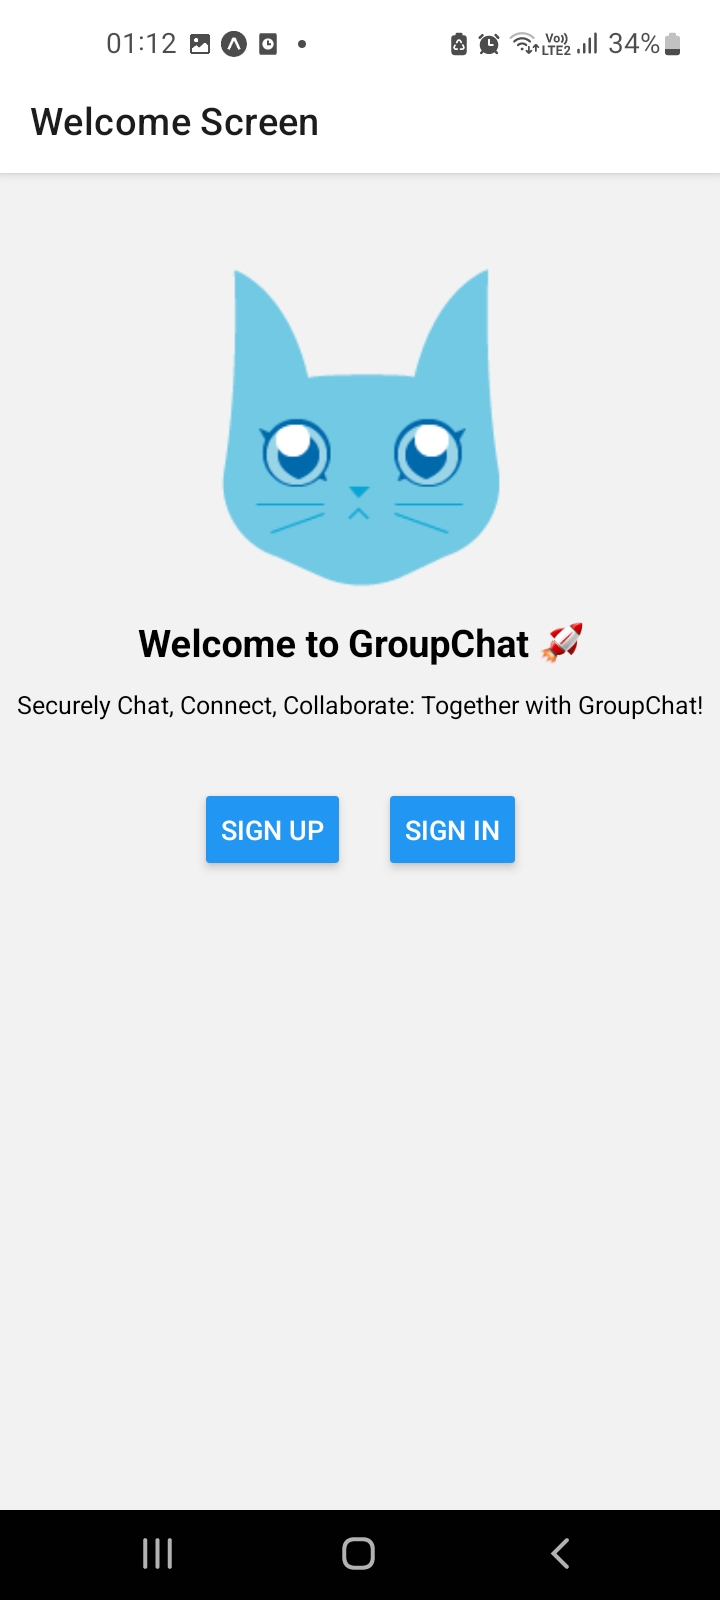 01:12 Vo)) LTE2 34%
Welcome Screen
Welcome to GroupChat 🚀
Securely Chat, Connect, Collaborate: Together with GroupChat!
SIGN UP SIGN IN